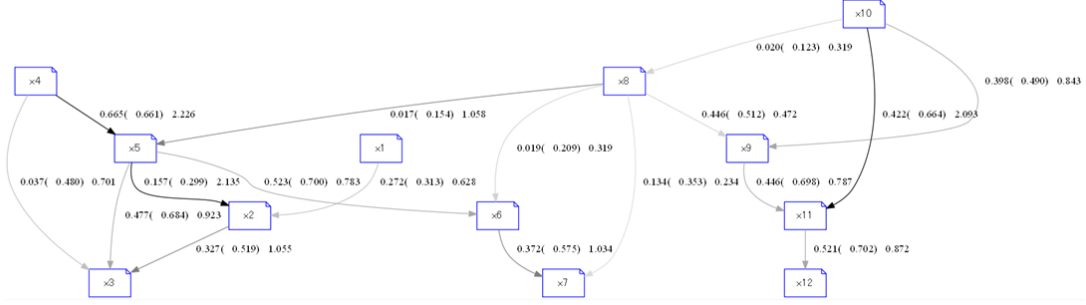 x10
0.020( 0.123) 0.319
x4
x8
0.398( 0.490) 0.843
0.665( 0.661) 2.226
0.017( 0.154) 1.058
0.446( 0.512) 0.472
0.422( 0.664) 2.093
x5
x1
0.019( 0.209) 0.319
x9
0.037( 0.480) 0.701
0.157( 0.299) 2.135
0.523( 0.700) 0.783
0.272( 0.313) 0.628
0.134( 0.353) 0.234
0.446( 0.698) 0.787
0.477( 0.684) 0.923
x2
x6
x11
0.327( 0.519) 1.055
0.372( 0.575) 1.034
0.521( 0.702) 0.872
x3
x7
x12